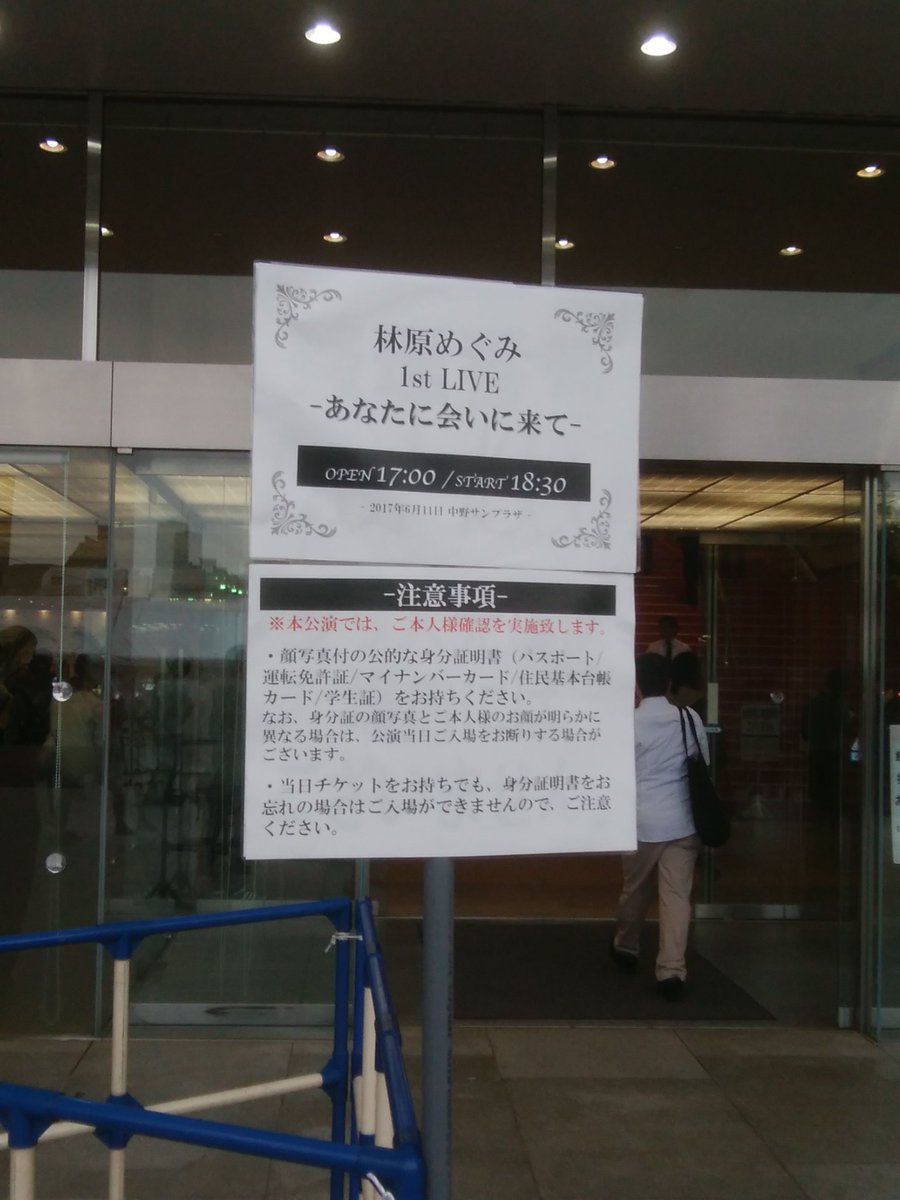 林原めぐみ
1st LIVE
-あなたに会いに来て-
OPEN 17:00 / START 18:30
- 2017年6月11日 中野サンプラザ -
-注意事項-
※本公演では、ご本人様確認を実施致します。
・顔写真付の公的な身分証明書（パスポート/
運転免許証/マイナンバーカード/住民基本台帳
カード/学生証）をお持ちください。
なお、身分証の顔写真とご本人様のお顔が明らかに
異なる場合は、公演当日ご入場をお断りする場合が
ございます。
・当日チケットをお持ちでも、身分証明書をお
忘れの場合はご入場ができませんので、ご注意
ください。